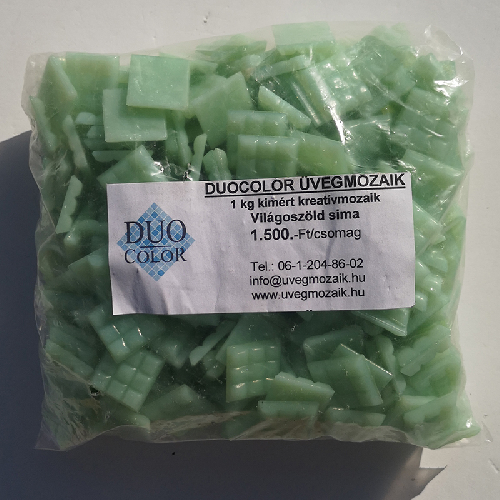 DUO
COLOR
DUOCOLOR ÜVEGMOZAIK
1 kg kimért kreatívmozaik
Világoszöld sima
1.500.-Ft/csomag
Tel.: 06-1-204-86-02
info@uvegmozaik.hu
www.uvegmozaik.hu